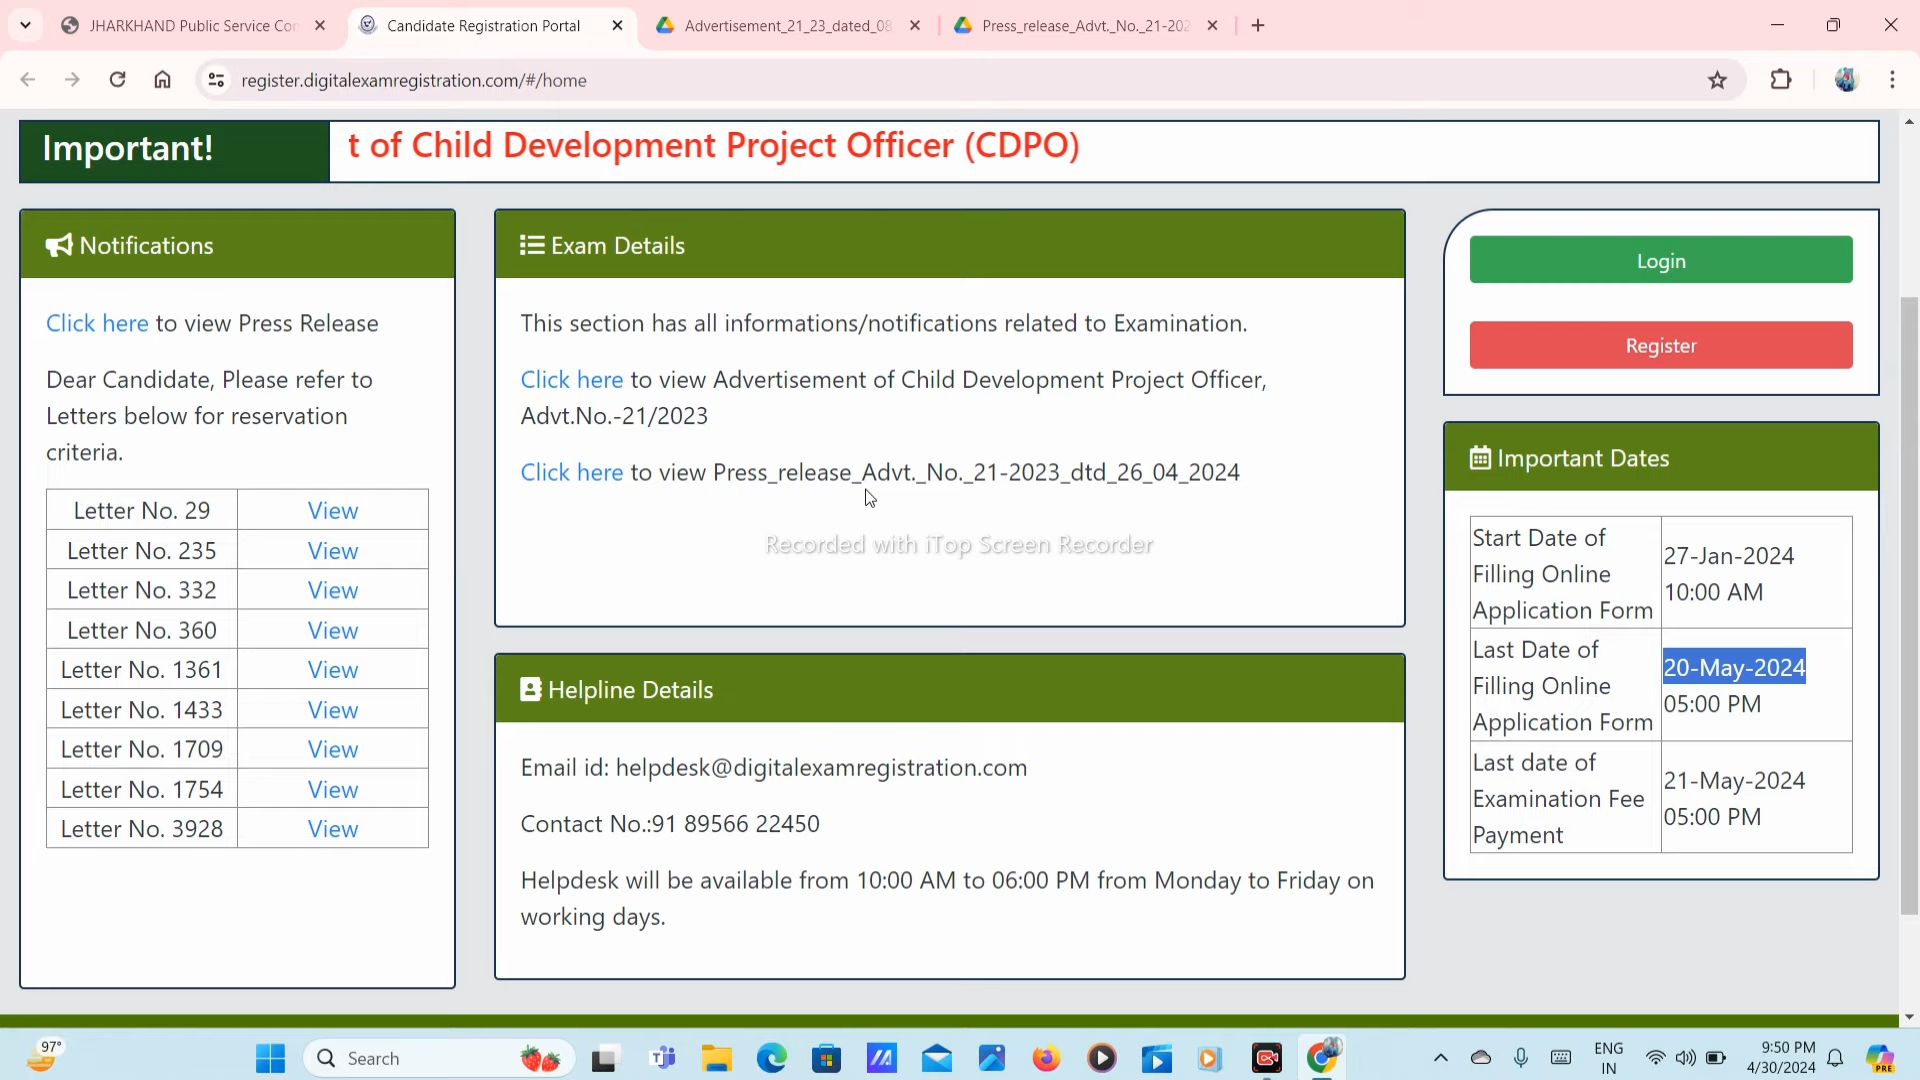 JHARKHAND Public Service Con
Candidate Registration Portal
Advertisement_21_23_dated_08
Press_release_Advt._No._21-202
register.digitalexamregistration.com/#/home
Important!
t of Child Development Project Officer (CDPO)
Notifications
Click here to view Press Release
Dear Candidate, Please refer to
Letters below for reservation
criteria.
Letter No. 29 View
Letter No. 235 View
Letter No. 332 View
Letter No. 360 View
Letter No. 1361 View
Letter No. 1433 View
Letter No. 1709 View
Letter No. 1754 View
Letter No. 3928 View
Exam Details
This section has all informations/notifications related to Examination.
Click here to view Advertisement of Child Development Project Officer,
Advt.No.-21/2023
Click here to view Press_release_Advt._No._21-2023_dtd_26_04_2024
Recorded with iTop Screen Recorder
Helpline Details
Email id: helpdesk@digitalexamregistration.com
Contact No.:91 89566 22450
Helpdesk will be available from 10:00 AM to 06:00 PM from Monday to Friday on
working days.
Login
Register
Important Dates
Start Date of
Filling Online
Application Form
27-Jan-2024
10:00 AM
Last Date of
Filling Online
Application Form
20-May-2024
05:00 PM
Last date of
Examination Fee
Payment
21-May-2024
05:00 PM
97°
Search
ENG
IN
9:50 PM
4/30/2024
PRE